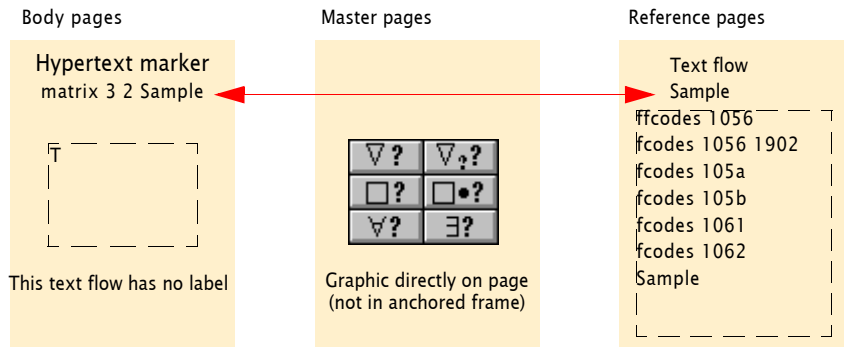 Body pages
Master pages
Reference pages
Hypertext marker
matrix 3 2 Sample
T
This text flow has no label
▽ ? ▽??
□? □●?
∀? ∃?
Graphic directly on page
(not in anchored frame)
Text flow
Sample
ffcodes 1056
fcodes 1056 1902
fcodes 105a
fcodes 105b
fcodes 1061
fcodes 1062
Sample